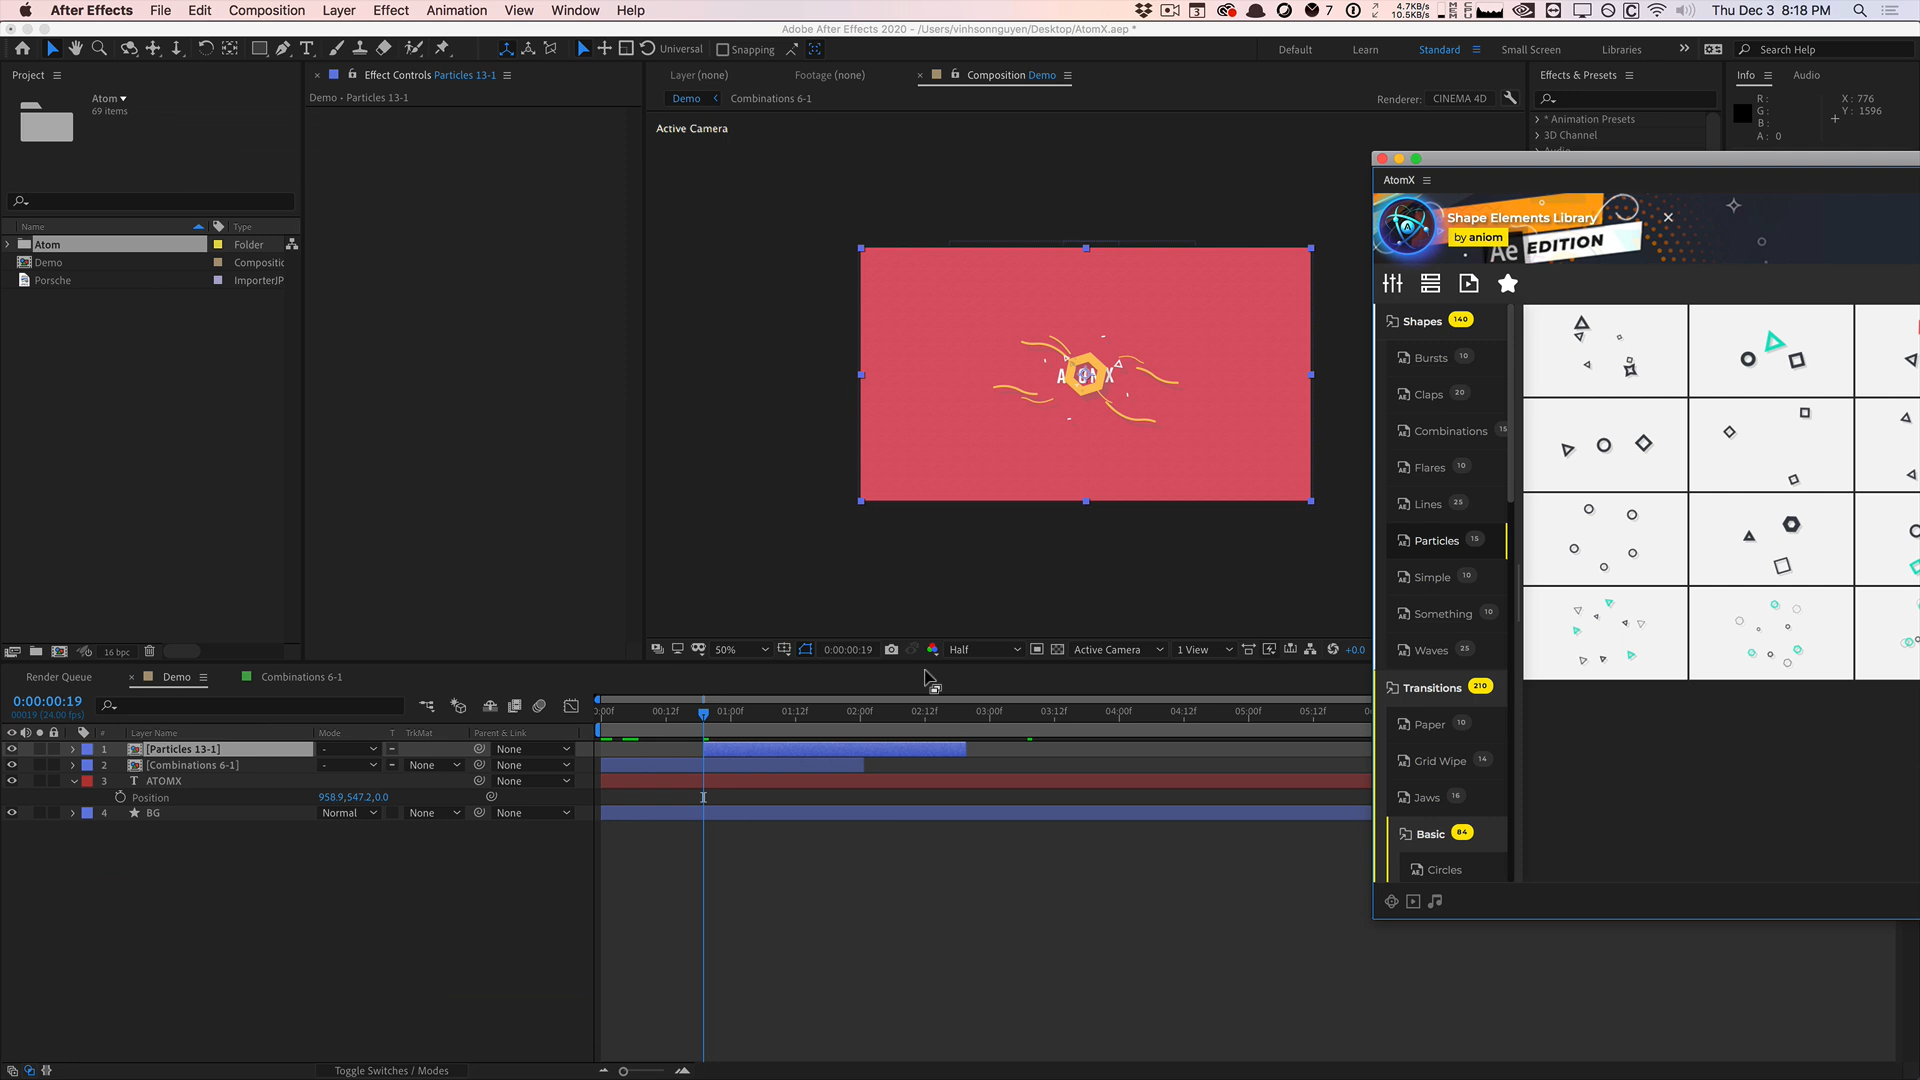 After Effects File Edit Composition Layer Effect Animation View Window Help
3 7 4.7KB/s 10.5KB/s Thu Dec 3 8:18 PM
Adobe After Effects 2020 - /Users/vinhsonnguyen/Desktop/AtomX.aep *
Universal Snapping Default Learn Standard Small Screen Libraries Search Help
Project
Effect Controls Particles 13-1
Layer (none) Footage (none) Composition Demo
Effects & Presets Info Audio
Atom
69 items
Demo • Particles 13-1
Demo Combinations 6-1
Renderer: CINEMA 4D
R :
G :
B :
A : 0
X : 776
Y : 1596
* Animation Presets
3D Channel
Active Camera
AtomX
Shape Elements Library
by aniom
Ae EDITION
Name Type
Atom Folder
Demo Compositic
Porsche ImporterJP
Shapes 140
Bursts 10
Claps 20
Combinations 15
Flares 10
Lines 25
Particles 15
Simple 10
Something 10
Waves 25
Transitions 210
Paper 10
Grid Wipe 14
Jaws 16
Basic 84
Circles
16 bpc
50% 0:00:00:19 Half Active Camera 1 View +0.0
Render Queue Demo Combinations 6-1
0:00:00:19
00019 (24.00 fps)
:00f 00:12f 01:00f 01:12f 02:00f 02:12f 03:00f 03:12f 04:00f 04:12f 05:00f 05:12f
# Layer Name Mode T TrkMat Parent & Link
1 [Particles 13-1] - None
2 [Combinations 6-1] - None None
3 T ATOMX None
Position 958.9,547.2,0.0
4 BG Normal None None
Toggle Switches / Modes